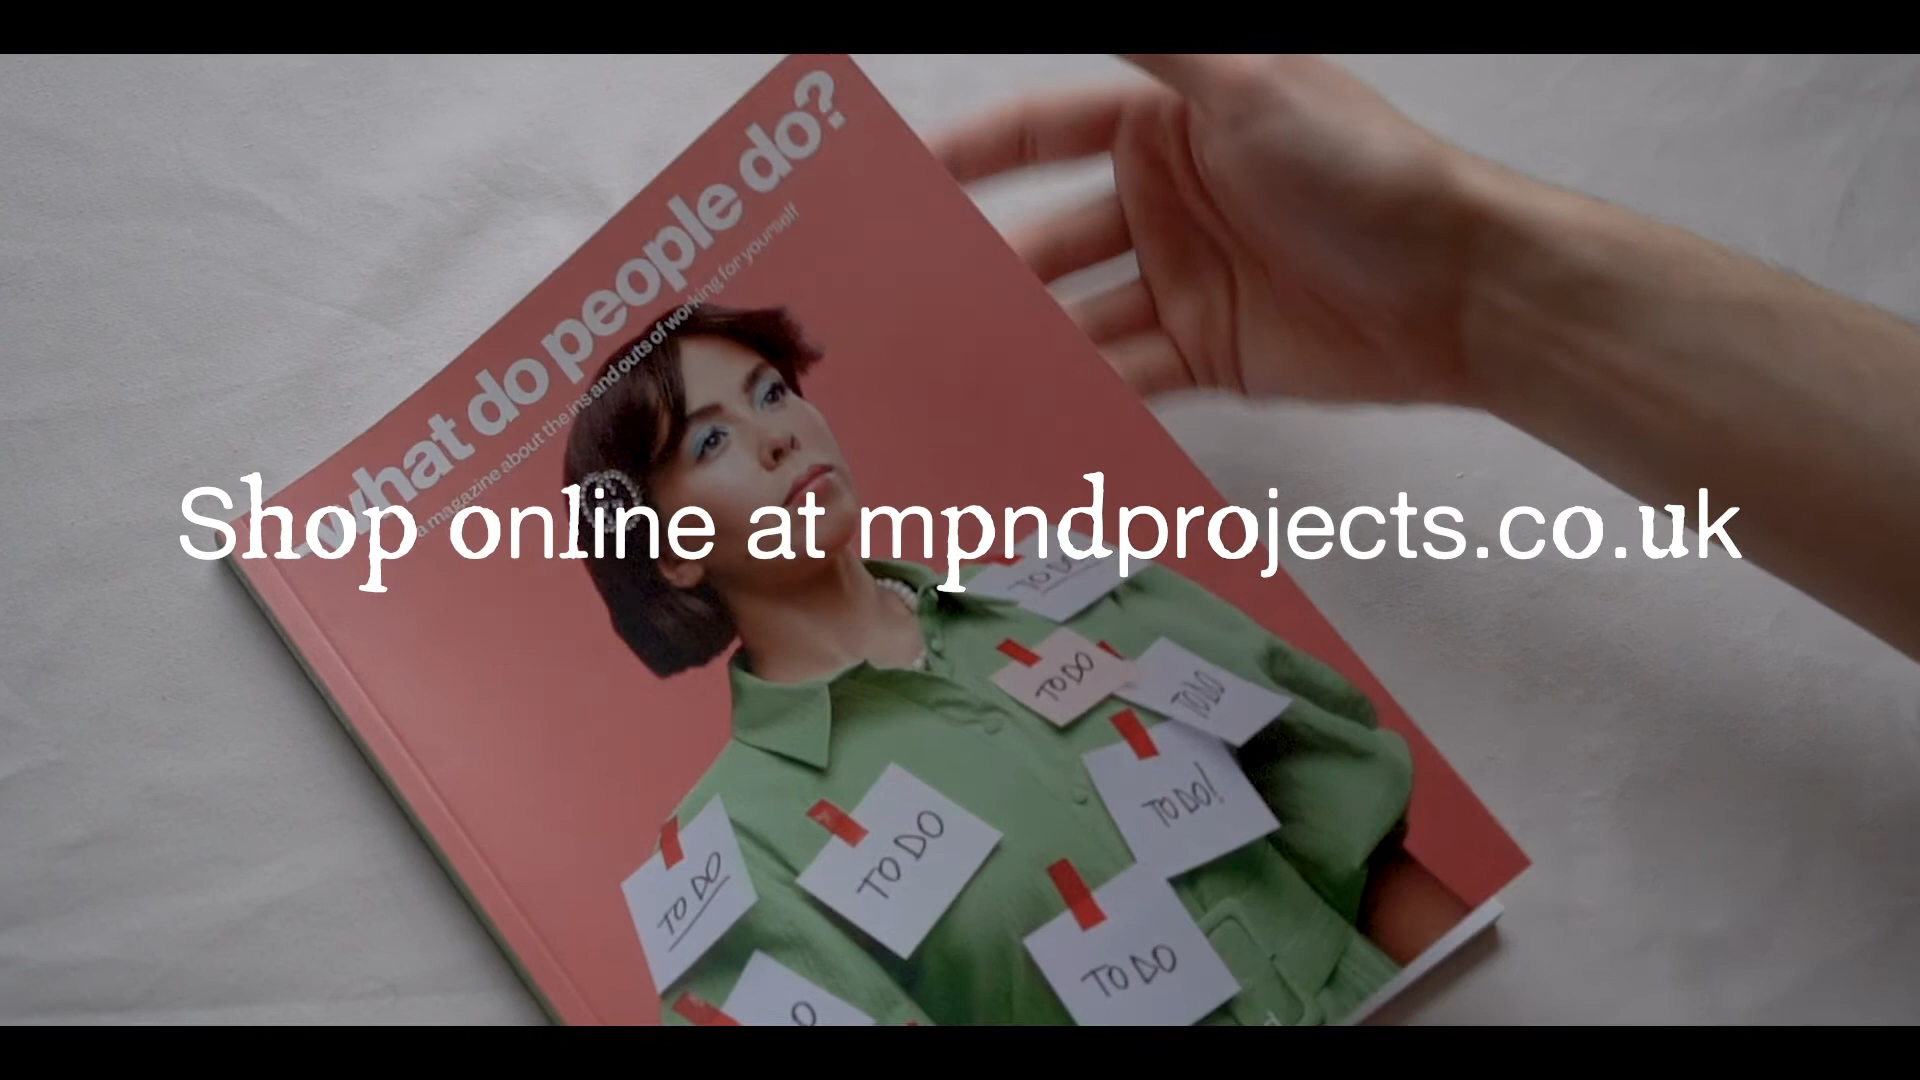 what do people do?
a magazine about the ins and outs of working for yourself
Shop online at mpndprojects.co.uk
TO DO
TO DO
TO DO
TO DO!
TO DO
TO DO
TO DO
O